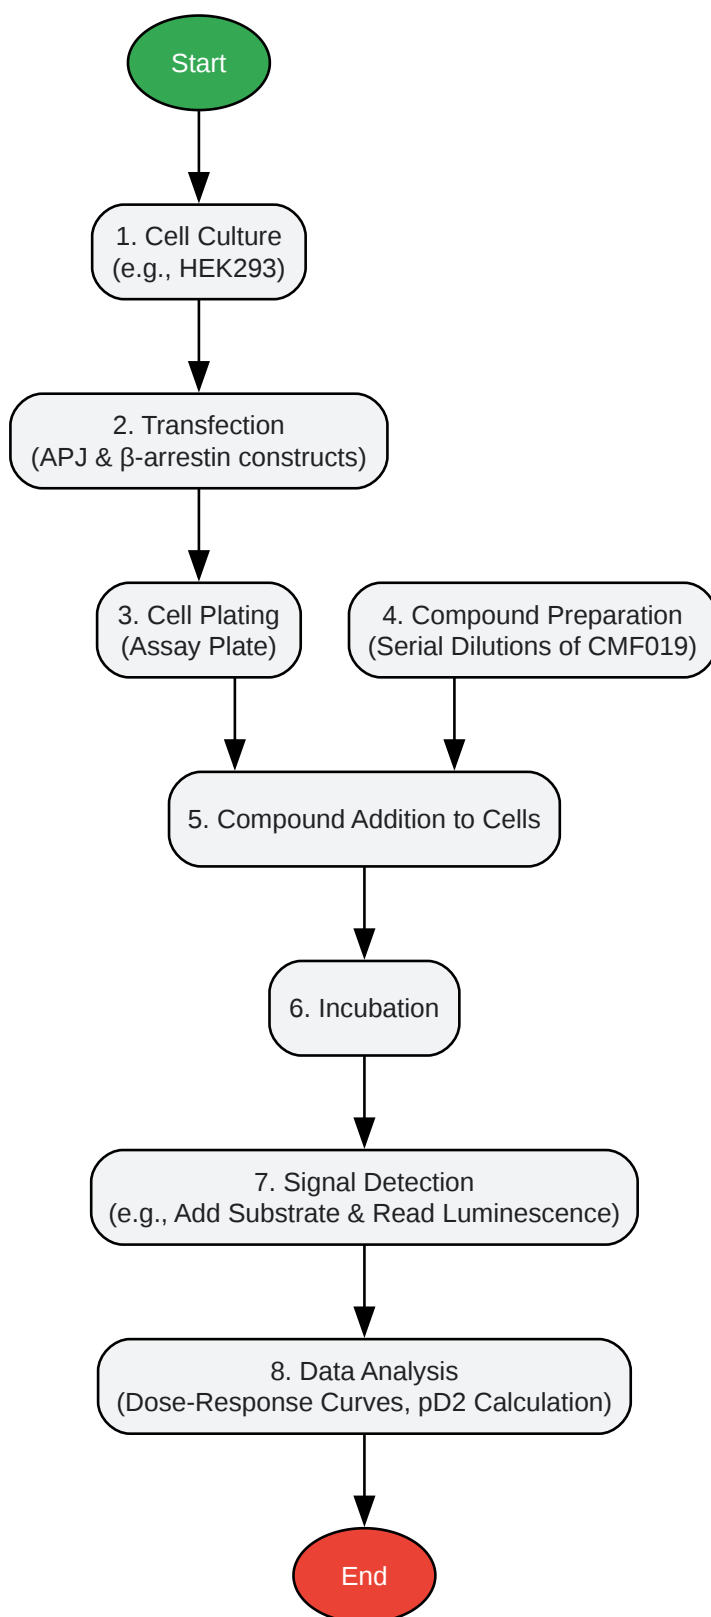 Start
1. Cell Culture
(e.g., HEK293)
2. Transfection
(APJ & β-arrestin constructs)
3. Cell Plating
(Assay Plate)
4. Compound Preparation
(Serial Dilutions of CMF019)
5. Compound Addition to Cells
6. Incubation
7. Signal Detection
(e.g., Add Substrate & Read Luminescence)
8. Data Analysis
(Dose-Response Curves, pD2 Calculation)
End